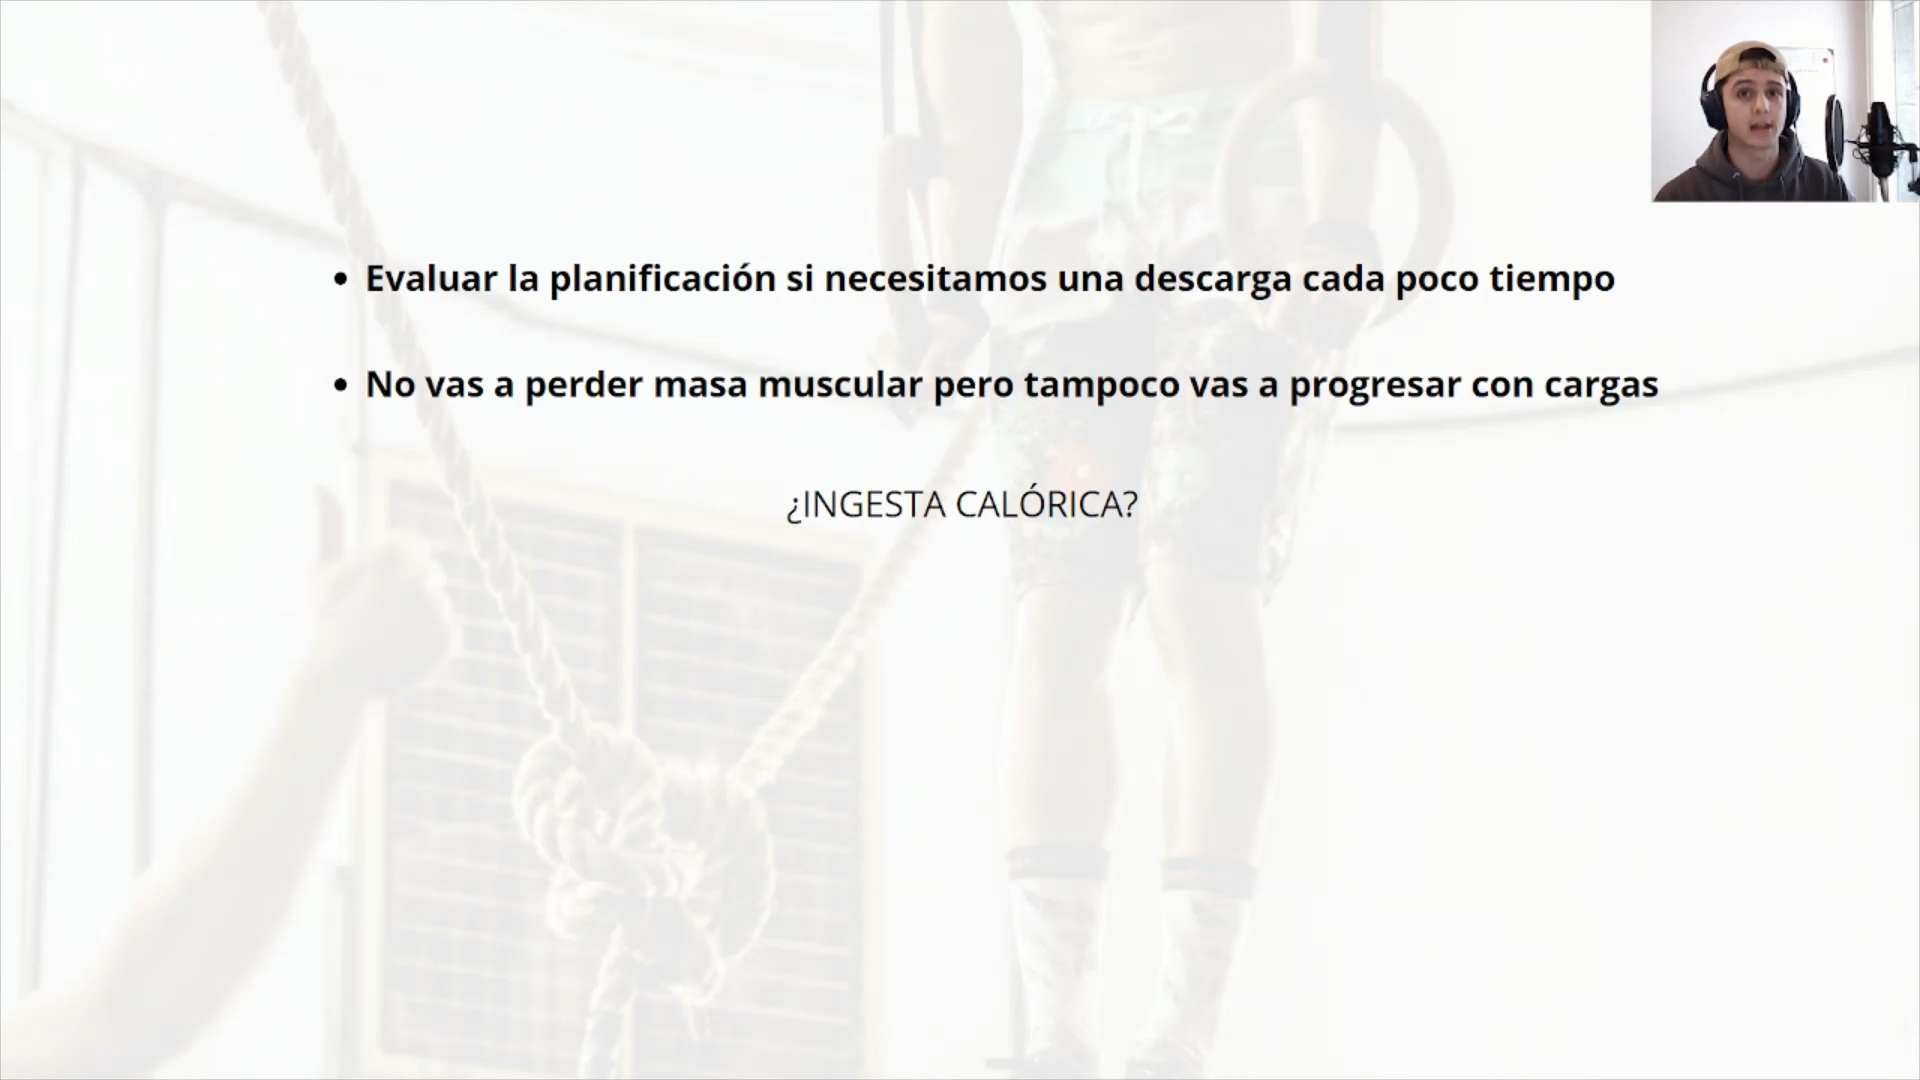 • Evaluar la planificación si necesitamos una descarga cada poco tiempo
• No vas a perder masa muscular pero tampoco vas a progresar con cargas
¿INGESTA CALÓRICA?